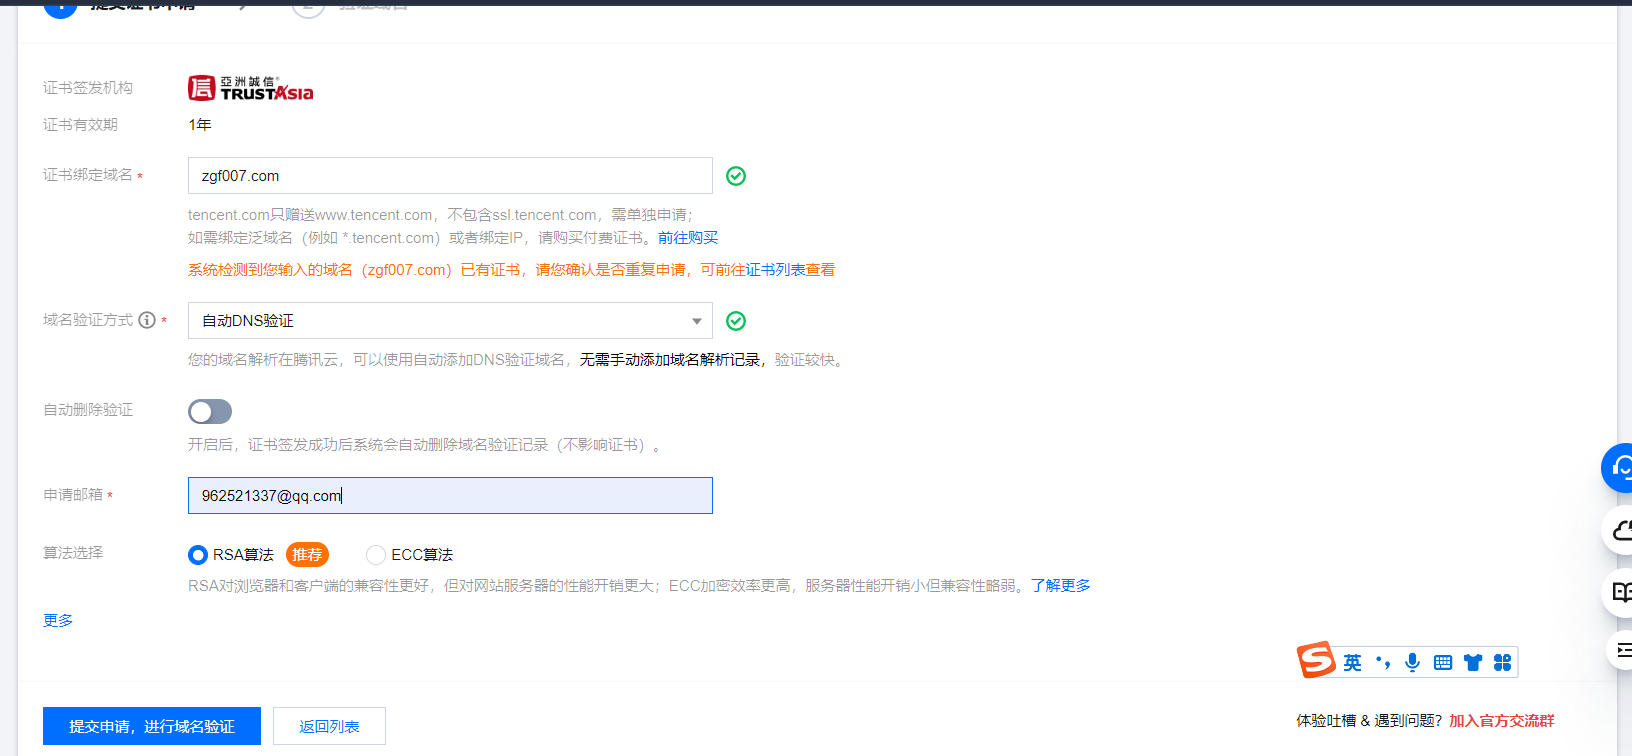 证书签发机构
亞洲誠信®
TRUSTAsia
证书有效期
1年
证书绑定域名 *
zgf007.com
tencent.com只赠送www.tencent.com，不包含ssl.tencent.com，需单独申请；
如需绑定泛域名（例如 *.tencent.com）或者绑定IP，请购买付费证书。前往购买
系统检测到您输入的域名（zgf007.com）已有证书，请您确认是否重复申请，可前往证书列表查看
域名验证方式 *
自动DNS验证
您的域名解析在腾讯云，可以使用自动添加DNS验证域名，无需手动添加域名解析记录，验证较快。
自动删除验证
开启后，证书签发成功后系统会自动删除域名验证记录（不影响证书）。
申请邮箱 *
962521337@qq.com
算法选择
RSA算法 推荐 ECC算法
RSA对浏览器和客户端的兼容性更好，但对网站服务器的性能开销更大；ECC加密效率更高，服务器性能开销小但兼容性略弱。了解更多
更多
S 英
提交申请，进行域名验证
返回列表
体验吐槽 & 遇到问题？加入官方交流群